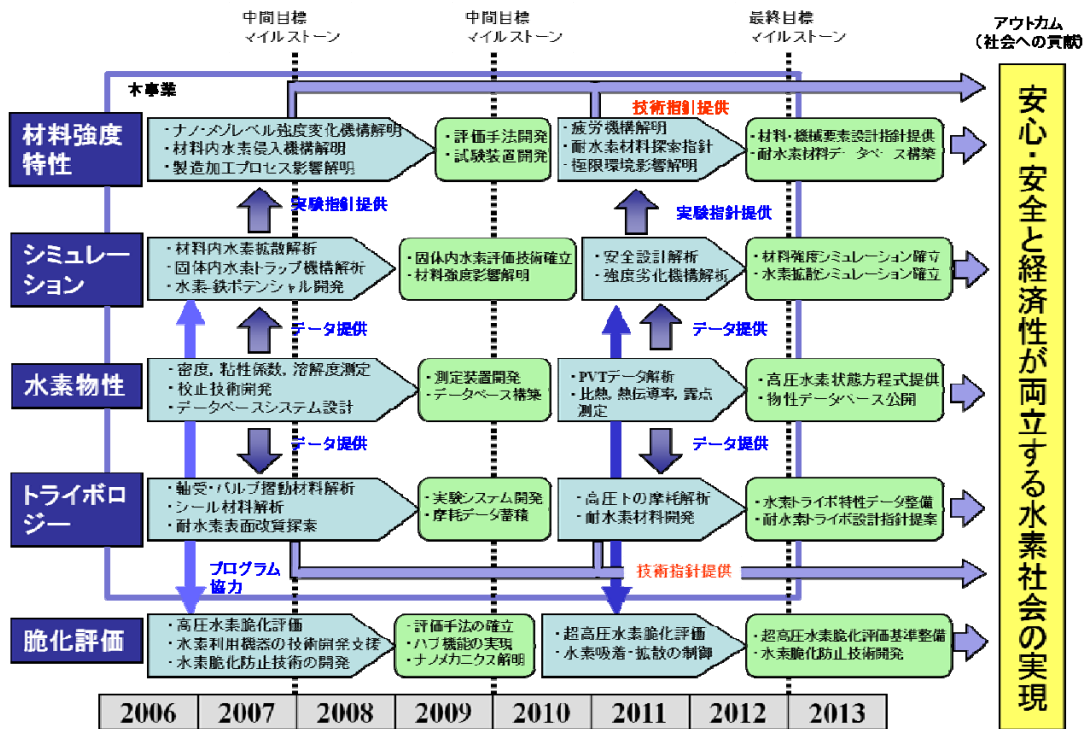 中間目標
マイルストーン
中間目標
マイルストーン
最終目標
マイルストーン
アウトカム
(社会への貢献)
本事業
技術指針提供
材料強度
特性
・ナノ・メゾレベル強度変化機構解明
・材料内水素侵入機構解明
・製造加工プロセス影響解明
・評価手法開発
・試験装置開発
・疲労機構解明
・耐水素材料探索指針
・極限環境影響解明
・材料・機械要素設計指針提供
・耐水素材料データベース構築
実験指針提供
実験指針提供
シミュレー
ション
・材料内水素拡散解析
・固体内水素トラップ機構解析
・水素-鉄ポテンシャル開発
・固体内水素評価技術確立
・材料強度影響解明
・安全設計解析
・強度劣化機構解析
・材料強度シミュレーション確立
・水素拡散シミュレーション確立
データ提供
データ提供
水素物性
・密度, 粘性係数, 溶解度測定
・校正技術開発
・データベースシステム設計
・測定装置開発
・データベース構築
・PVTデータ解析
・比熱, 熱伝導率, 露点
測定
・高圧水素状態方程式提供
・物性データベース公開
データ提供
データ提供
トライボロ
ジー
・軸受・バルブ摺動材料解析
・シール材料解析
・耐水素表面改質探索
・実験システム開発
・摩耗データ蓄積
・高圧下の摩耗解析
・耐水素材料開発
・水素トライボ特性データ整備
・耐水素トライボ設計指針提案
プログラム
協力
技術指針提供
脆化評価
・高圧水素脆化評価
・水素利用機器の技術開発支援
・水素脆化防止技術の開発
・評価手法の確立
・ハブ機能の実現
・ナノメカニクス解明
・超高圧水素脆化評価
・水素吸着・拡散の制御
・超高圧水素脆化評価基準整備
・水素脆化防止技術開発
安心・安全と経済性が両立する水素社会の実現
2006 2007 2008 2009 2010 2011 2012 2013